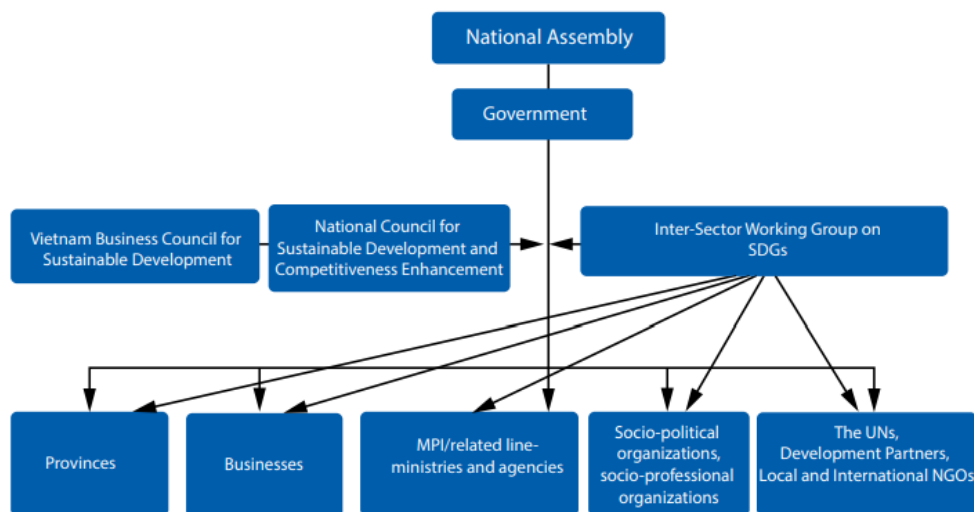 National Assembly
Government
Vietnam Business Council for
Sustainable Development
National Council for
Sustainable Development and
Competitiveness Enhancement
Inter-Sector Working Group on
SDGs
Provinces
Businesses
MPI/related line-
ministries and agencies
Socio-political
organizations,
socio-professional
organizations
The UNs,
Development Partners,
Local and International NGOs